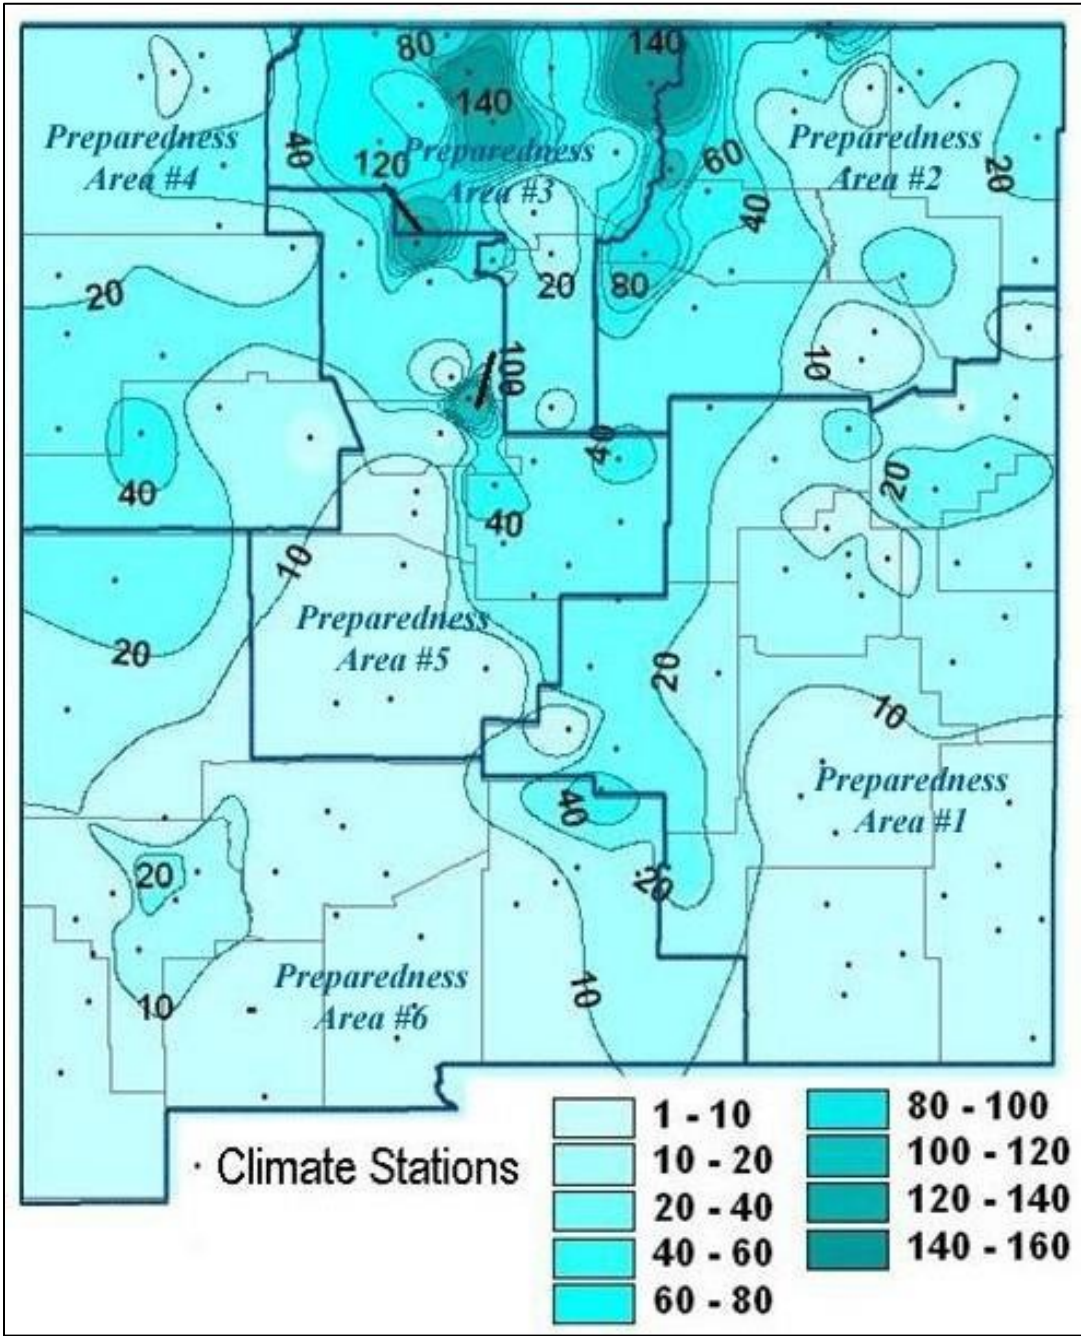 80
140
140
Preparedness
Area #4
40
120
Preparedness
Area #3
60
Preparedness
Area #2
20
40
20
20
80
10
100
40
40
40
20
10
Preparedness
Area #5
20
20
10
Preparedness
Area #1
40
20
20
10
10
Preparedness
Area #6
Climate Stations
1 - 10
10 - 20
20 - 40
40 - 60
60 - 80
80 - 100
100 - 120
120 - 140
140 - 160